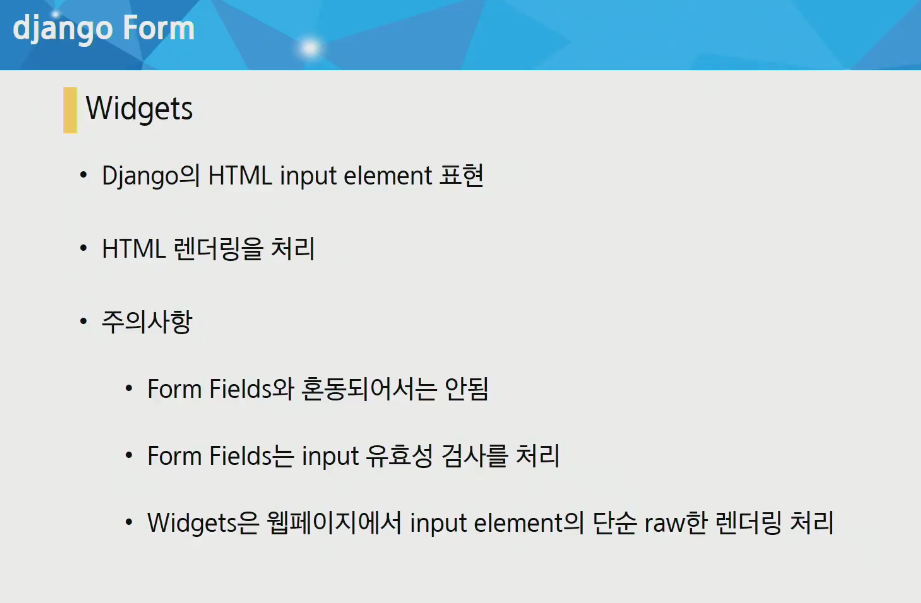 django Form
Widgets
• Django의 HTML input element 표현
• HTML 렌더링을 처리
• 주의사항
• Form Fields와 혼동되어서는 안됨
• Form Fields는 input 유효성 검사를 처리
• Widgets은 웹페이지에서 input element의 단순 raw한 렌더링 처리